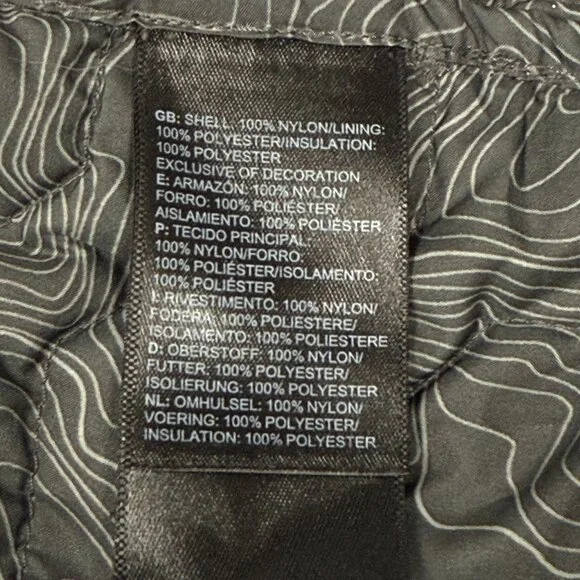 GB: SHELL: 100% NYLON/LINING:
100% POLYESTER/INSULATION:
100% POLYESTER
EXCLUSIVE OF DECORATION
E: ARMAZÓN: 100% NYLON/
FORRO: 100% POLIÉSTER/
AISLAMIENTO: 100% POLIÉSTER
P: TECIDO PRINCIPAL:
100% NYLON/FORRO:
100% POLIÉSTER/ISOLAMENTO:
100% POLIÉSTER
I: RIVESTIMENTO: 100% NYLON/
FODERA: 100% POLIESTERE/
ISOLAMENTO: 100% POLIESTERE
D: OBERSTOFF: 100% NYLON/
FUTTER: 100% POLYESTER/
ISOLIERUNG: 100% POLYESTER
NL: OMHULSEL: 100% NYLON/
VOERING: 100% POLYESTER/
INSULATION: 100% POLYESTER